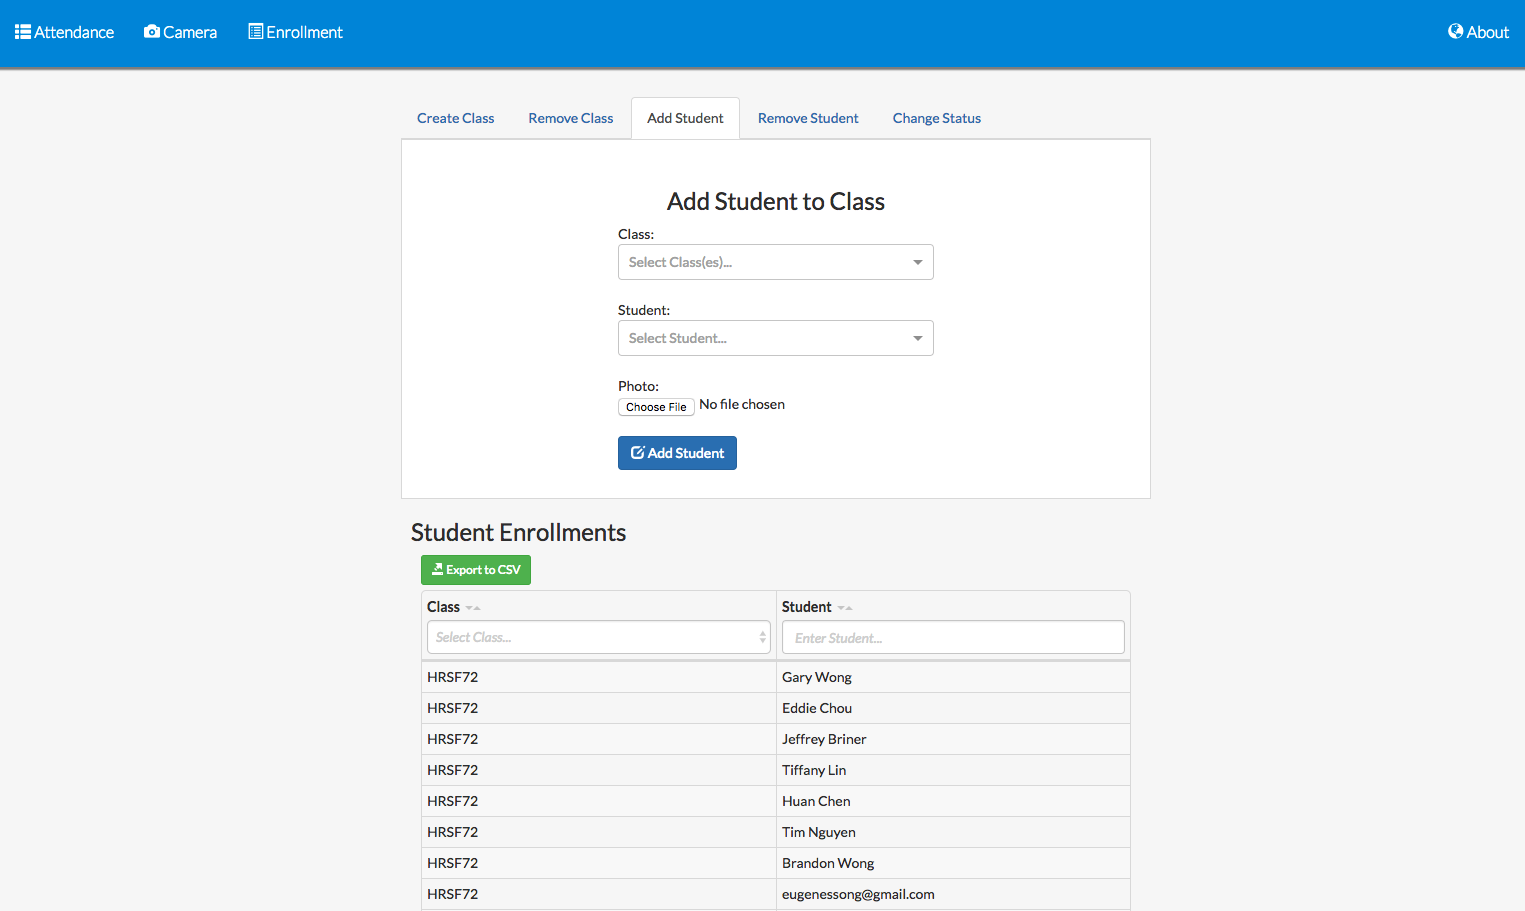 Attendance Camera Enrollment About
Create Class Remove Class Add Student Remove Student Change Status
Add Student to Class
Class:
Select Class(es)...
Student:
Select Student...
Photo:
Choose File No file chosen
Add Student
Student Enrollments
Export to CSV
Class Student
Select Class... Enter Student...
HRSF72 Gary Wong
HRSF72 Eddie Chou
HRSF72 Jeffrey Briner
HRSF72 Tiffany Lin
HRSF72 Huan Chen
HRSF72 Tim Nguyen
HRSF72 Brandon Wong
HRSF72 eugenessong@gmail.com